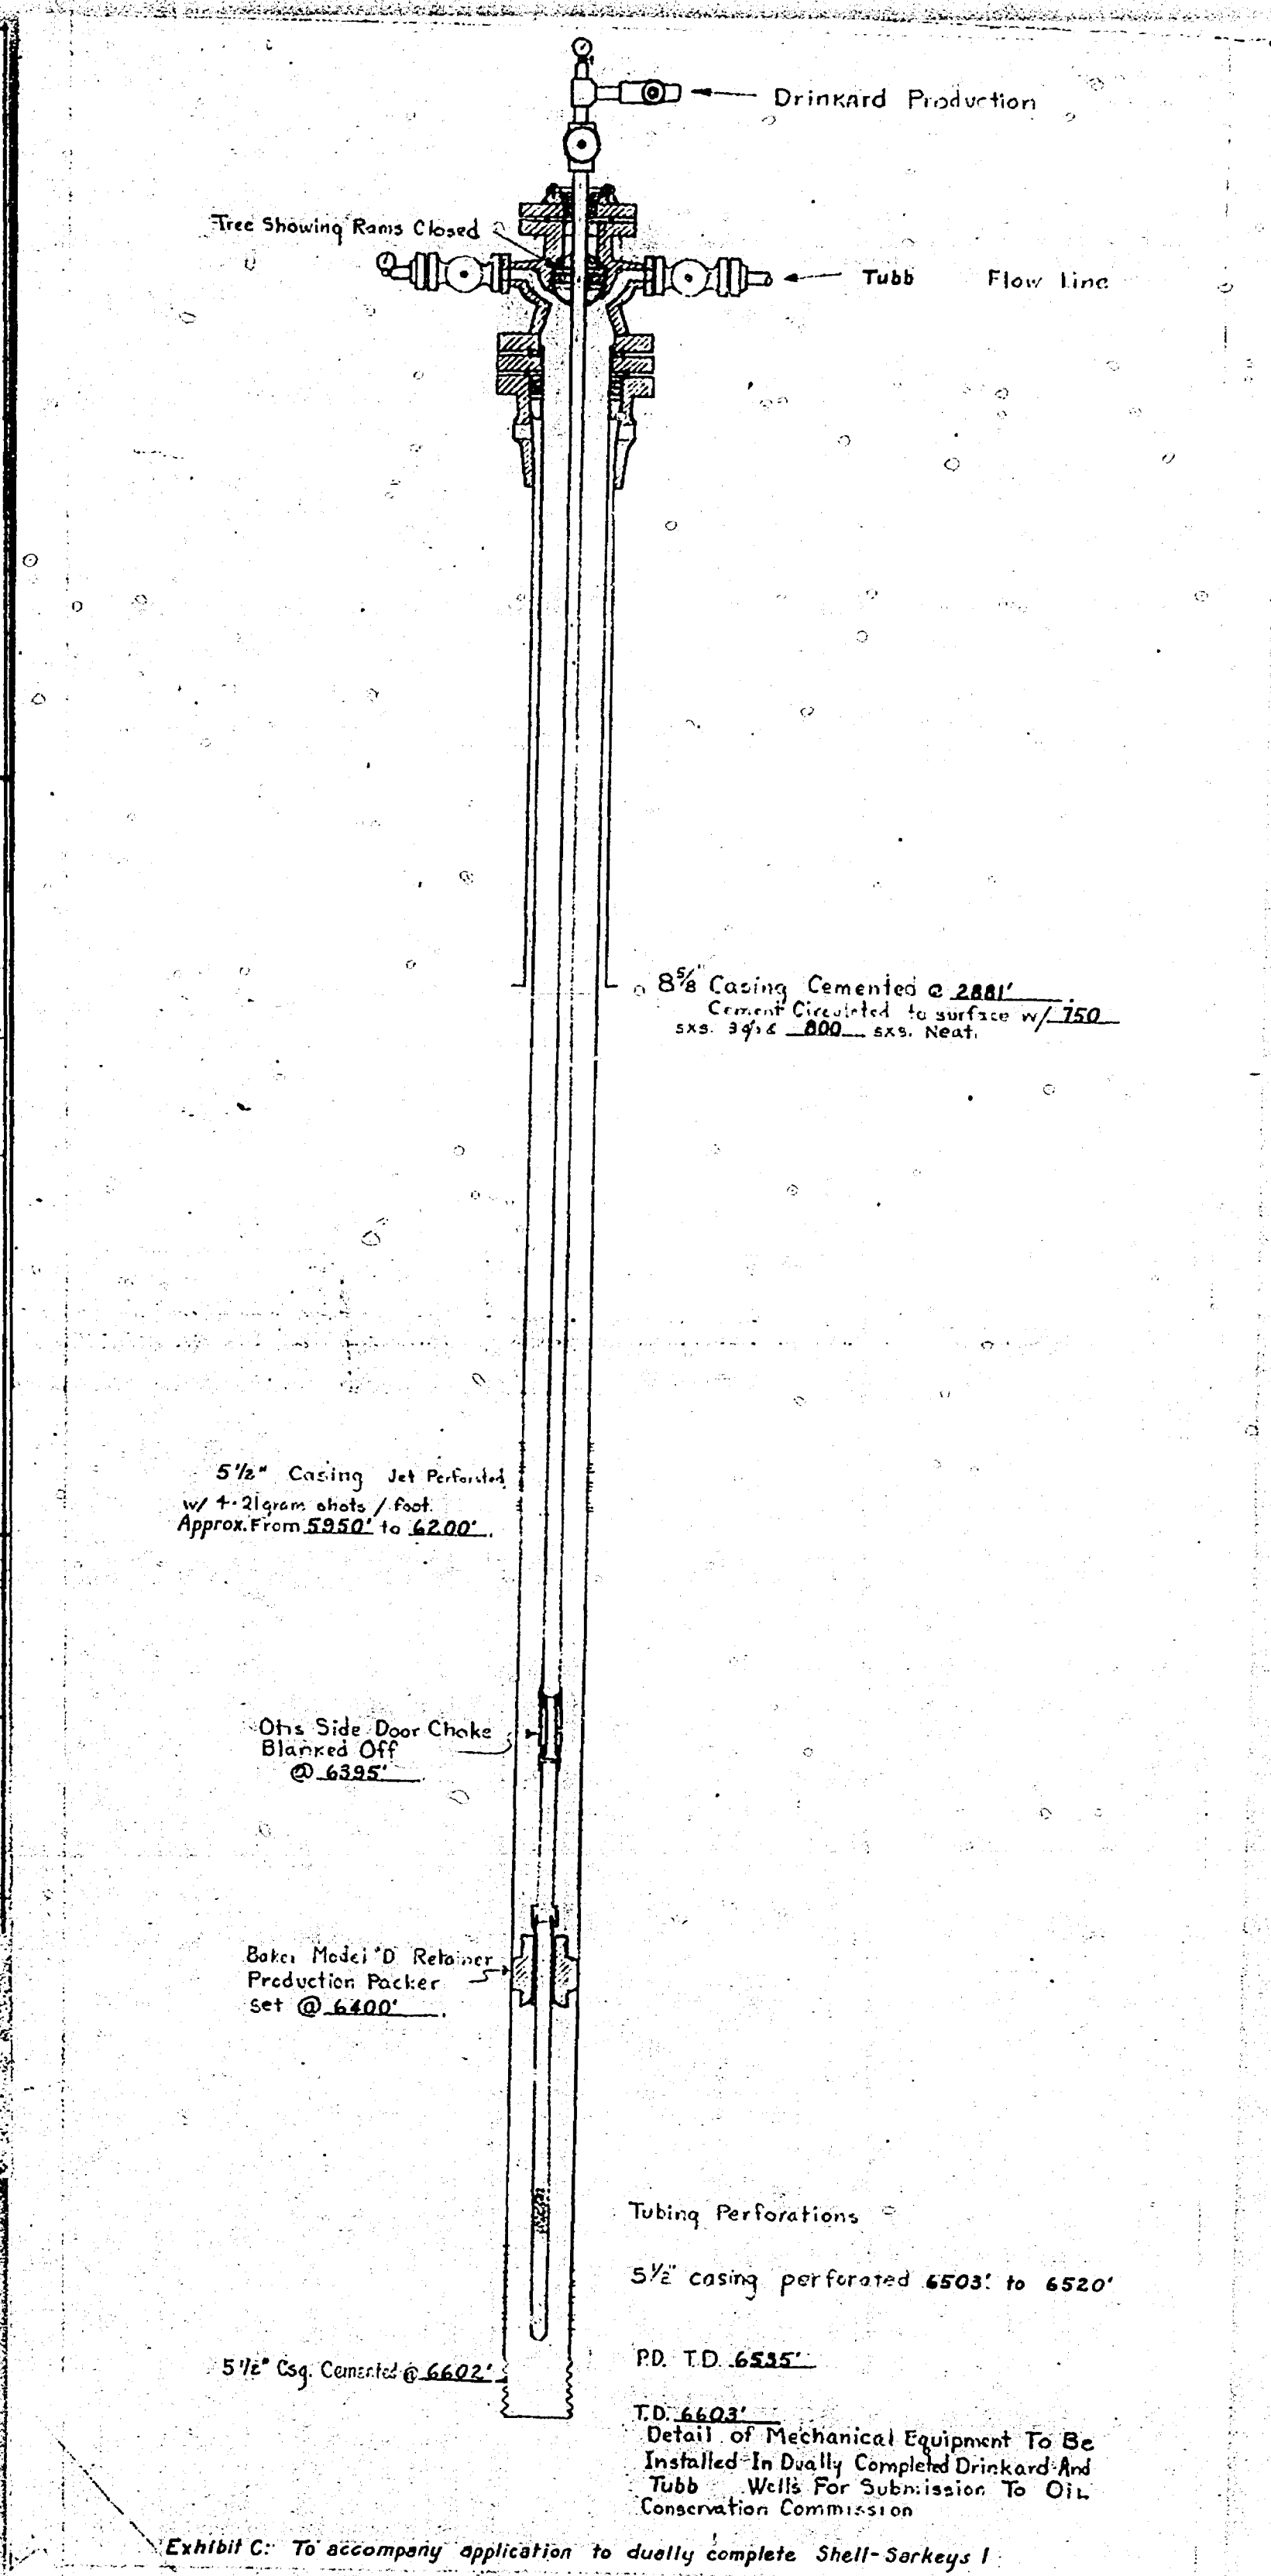 Drinkard Production
Tree Showing Rams Closed
Tubb Flow Line
8 5/8" Casing Cemented @ 2881'
Cement Circulated to surface w/ 750
sxs. & 800 sxs. Neat.
5 1/2" Casing Jet Perforated
w/ 4-21 gram shots / foot.
Approx. From 5950' to 6200'.
Otis Side Door Choke
Blanked Off
@ 6395'
Baker Model "D" Retainer
Production Packer
set @ 6400'.
Tubing Perforations
5 1/2" casing perforated 6503' to 6520'
P.D. T.D. 6595'
5 1/2" Csg. Cemented @ 6602'
T.D. 6603'
Detail of Mechanical Equipment To Be
Installed In Dually Completed Drinkard And
Tubb Wells For Submission To Oil
Conservation Commission
Exhibit C: To accompany application to dually complete Shell-Sarkeys 1